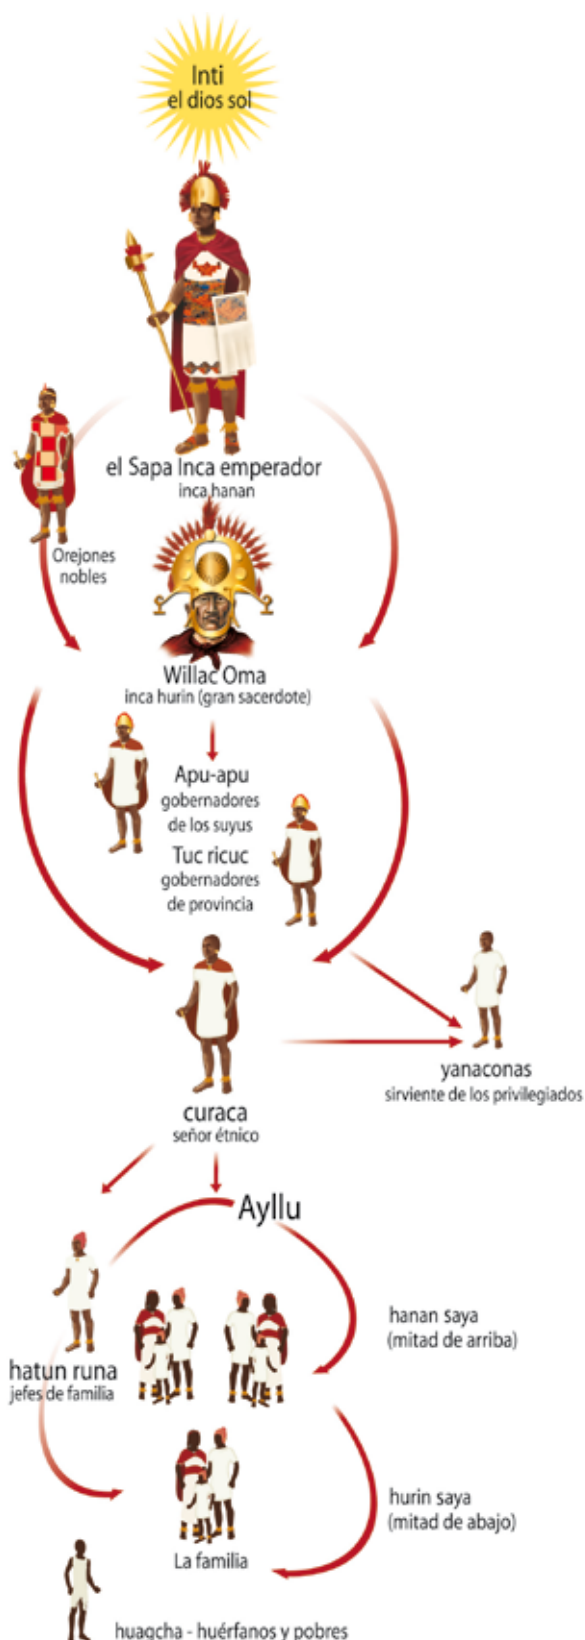 Inti
el dios sol
el Sapa Inca emperador
inca hanan
Orejones
nobles
Willac Oma
inca hurin (gran sacerdote)
Apu-apu
gobernadores
de los suyus
Tuc ricuc
gobernadores
de provincia
yanaconas
sirviente de los privilegiados
curaca
señor étnico
Ayllu
hanan saya
(mitad de arriba)
hatun runa
jefes de familia
hurin saya
(mitad de abajo)
La familia
huagcha - huérfanos y pobres